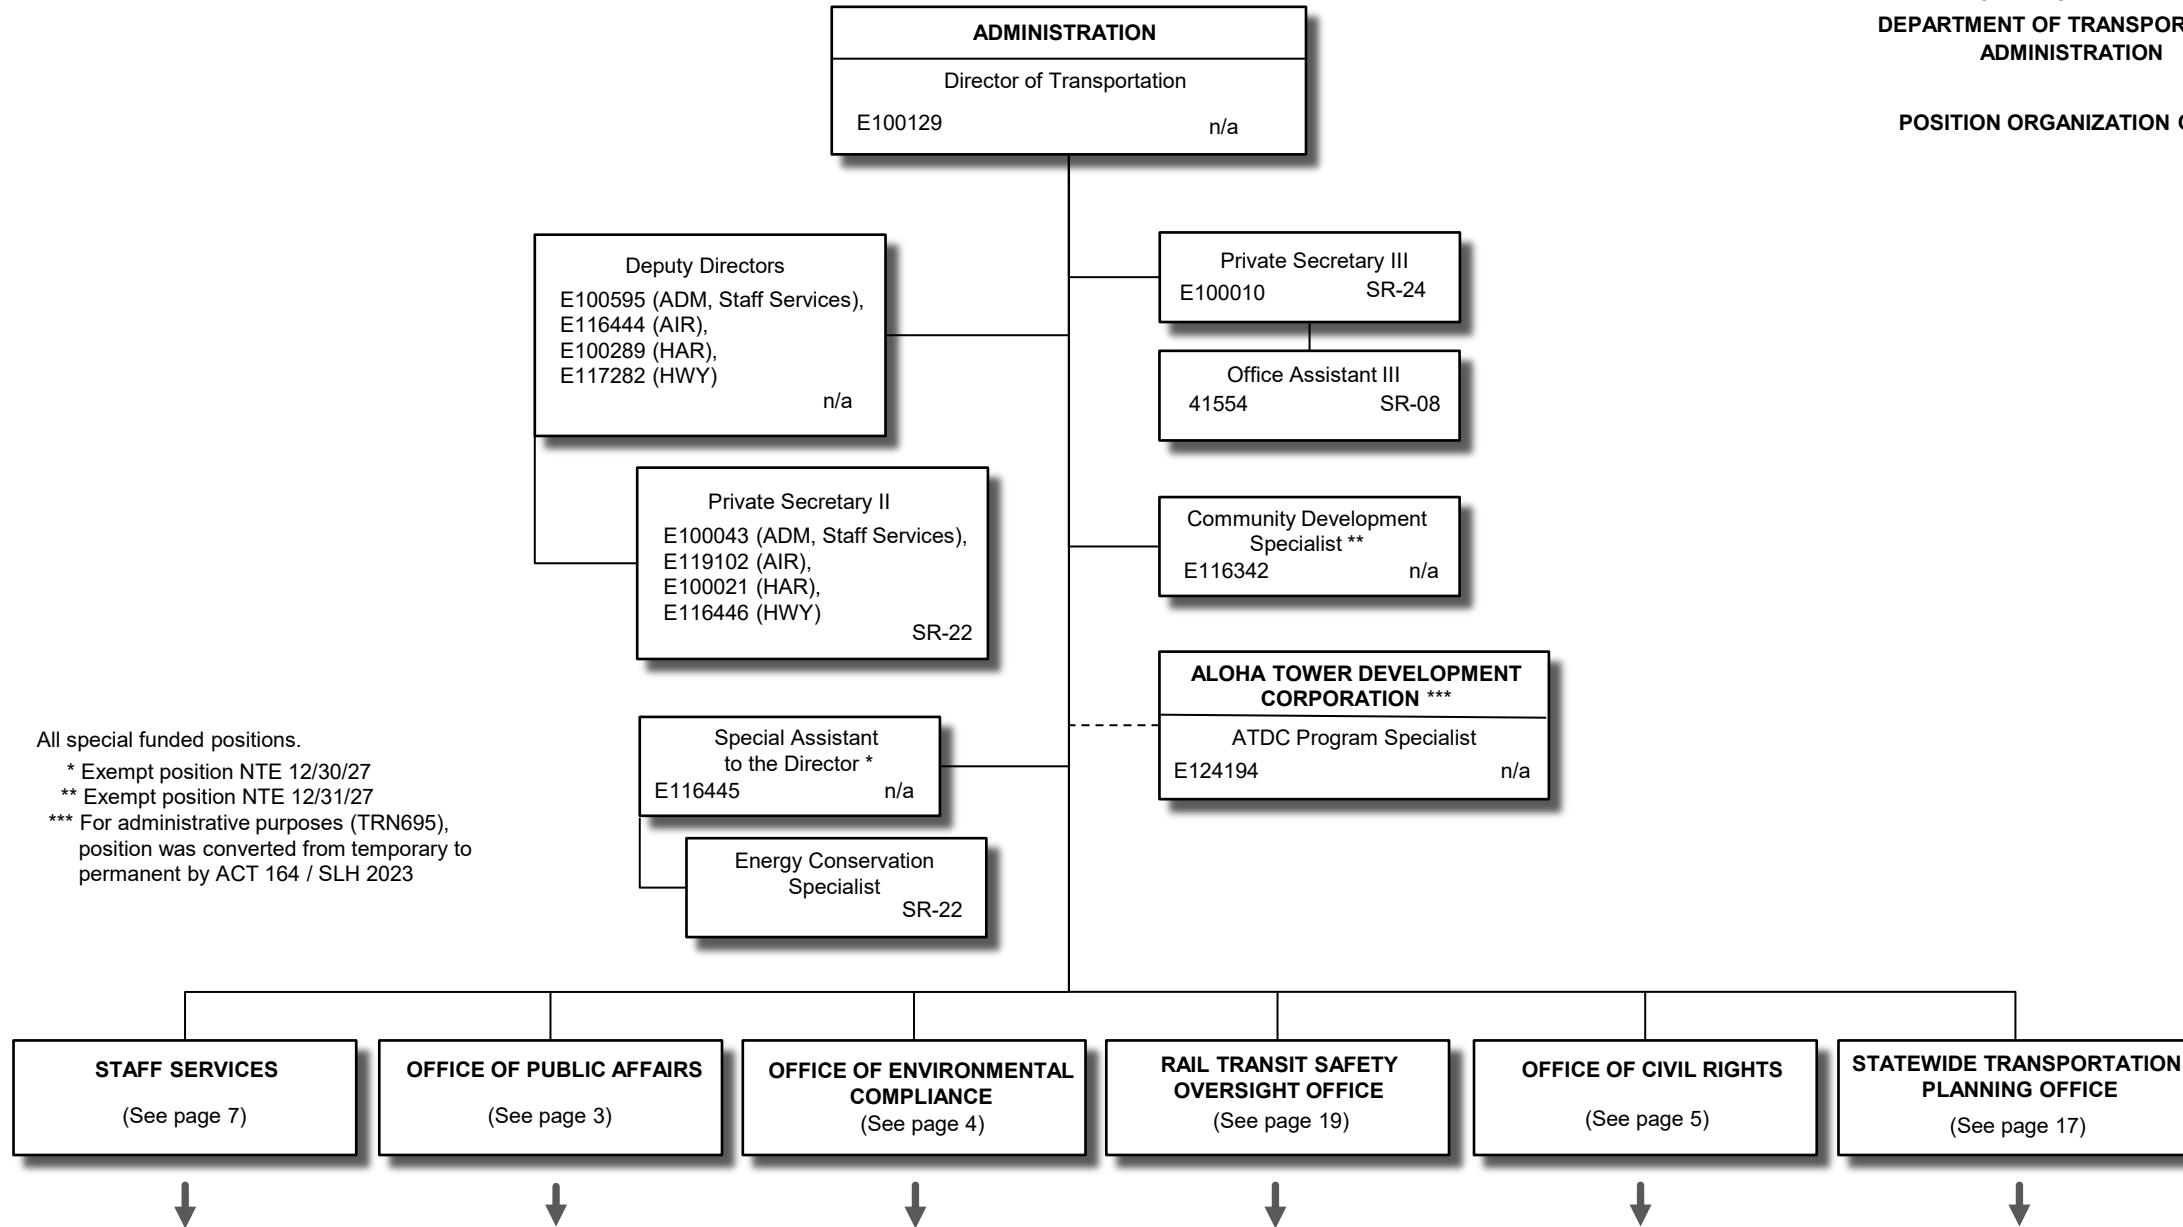 DEPARTMENT OF
ADMINISTRATION
POSITION ORGANIZATION
ADMINISTRATION
Director of Transportation
E100129 n/a
Deputy Directors
E100595 (ADM, Staff Services),
E116444 (AIR),
E100289 (HAR),
E117282 (HWY)
n/a
Private Secretary III
E100010 SR-24
Office Assistant III
41554 SR-08
Private Secretary II
E100043 (ADM, Staff Services),
E119102 (AIR),
E100021 (HAR),
E116446 (HWY)
SR-22
Community Development
Specialist **
E116342 n/a
ALOHA TOWER DEVELOPMENT
CORPORATION ***
ATDC Program Specialist
E124194 n/a
Special Assistant
to the Director *
E116445 n/a
Energy Conservation
Specialist
SR-22
All special funded positions.
* Exempt position NTE 12/30/27
** Exempt position NTE 12/31/27
*** For administrative purposes (TRN695),
position was converted from temporary to
permanent by ACT 164 / SLH 2023
STAFF SERVICES
(See page 7)
OFFICE OF PUBLIC AFFAIRS
(See page 3)
OFFICE OF ENVIRONMENTAL
COMPLIANCE
(See page 4)
RAIL TRANSIT SAFETY
OVERSIGHT OFFICE
(See page 19)
OFFICE OF CIVIL RIGHTS
(See page 5)
STATEWIDE TRANSPORTATION
PLANNING OFFICE
(See page 17)